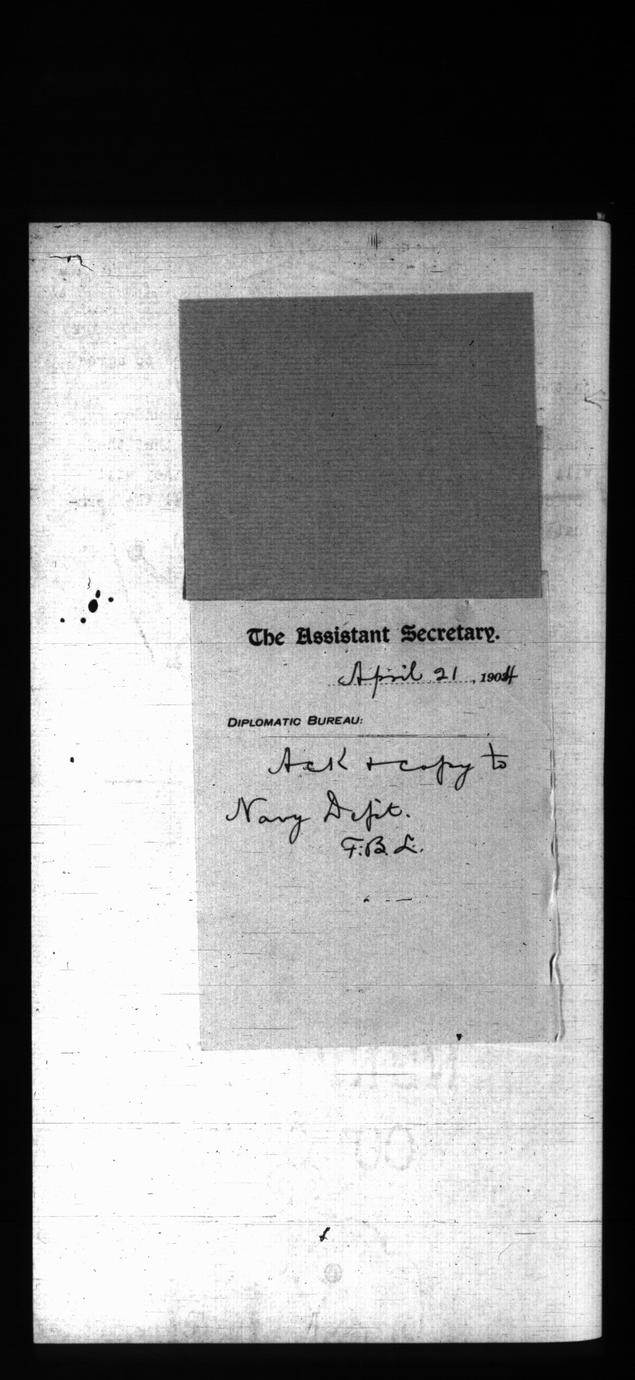 The Assistant Secretary.
April 21, 1904
DIPLOMATIC BUREAU:
Ack + copy to
Navy Dept.
F.B.L.